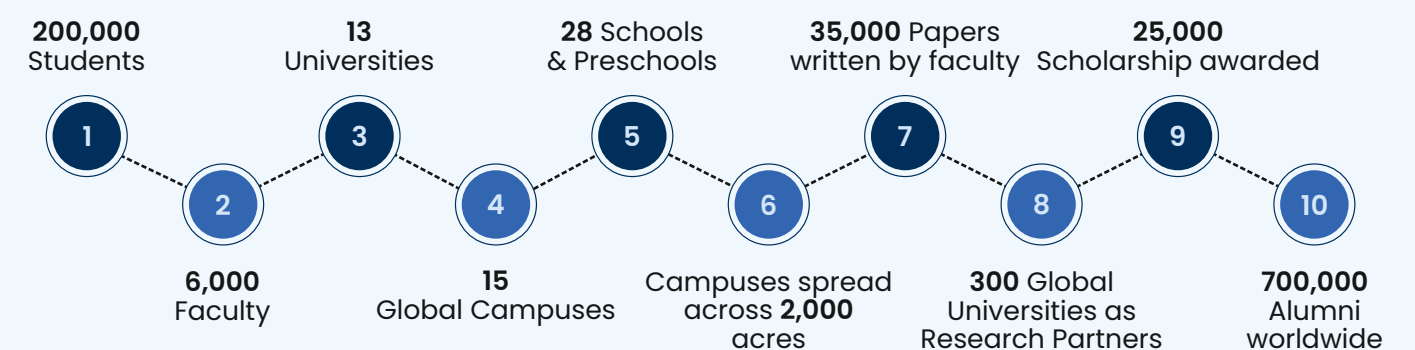 200,000
Students
1
6,000
Faculty
2
13
Universities
3
15
Global Campuses
4
28 Schools
& Preschools
5
Campuses spread
across 2,000
acres
6
35,000 Papers
written by faculty
7
300 Global
Universities as
Research Partners
8
25,000
Scholarship awarded
9
700,000
Alumni
worldwide
10